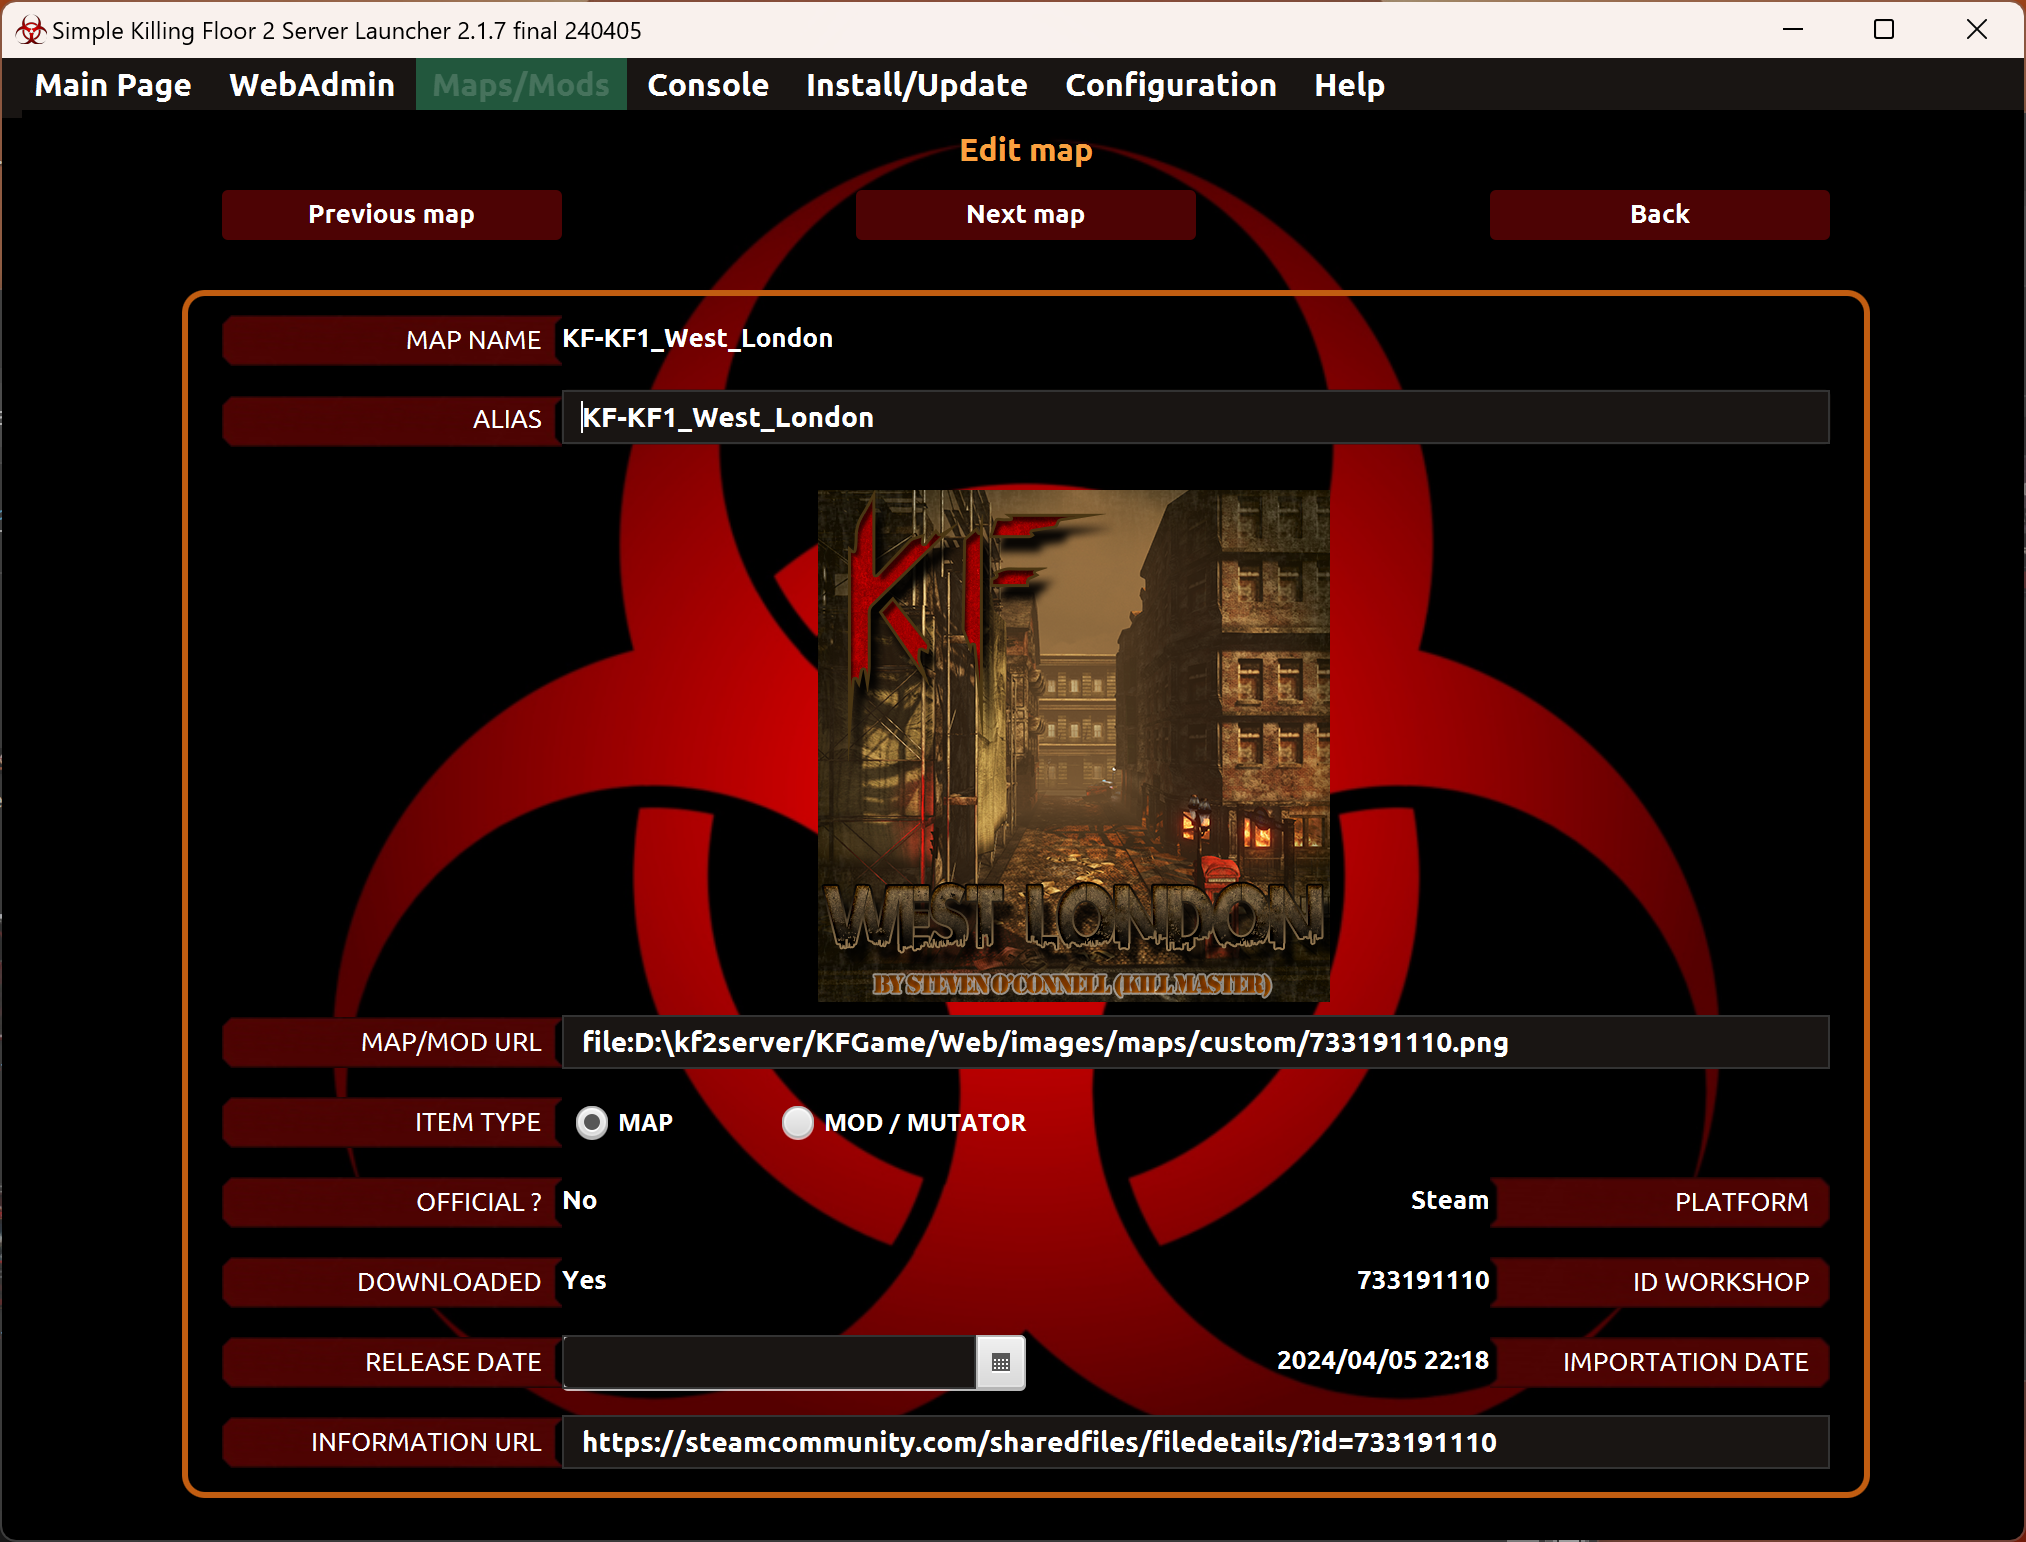 Simple Killing Floor 2 Server Launcher 2.1.7 final 240405
Main Page WebAdmin Maps/Mods Console Install/Update Configuration Help
Edit map
Previous map Next map Back
MAP NAME KF-KF1_West_London
ALIAS KF-KF1_West_London
KF
WEST LONDON
BY STEVEN O'CONNELL (KILLMASTER)
MAP/MOD URL file:D:\kf2server/KFGame/Web/images/maps/custom/733191110.png
ITEM TYPE MAP MOD / MUTATOR
OFFICIAL ? No Steam PLATFORM
DOWNLOADED Yes 733191110 ID WORKSHOP
RELEASE DATE 2024/04/05 22:18 IMPORTATION DATE
INFORMATION URL https://steamcommunity.com/sharedfiles/filedetails/?id=733191110